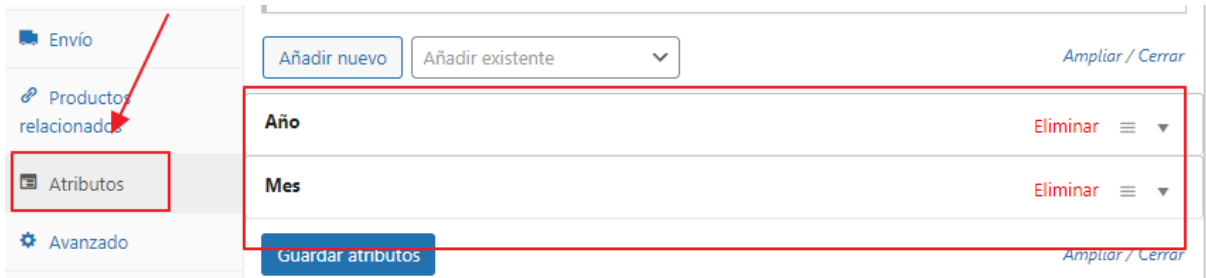 Envío
Añadir nuevo Añadir existente Ampliar / Cerrar
Productos
relacionados
Año Eliminar
Atributos
Mes Eliminar
Avanzado
Guardar atributos Ampliar / Cerrar